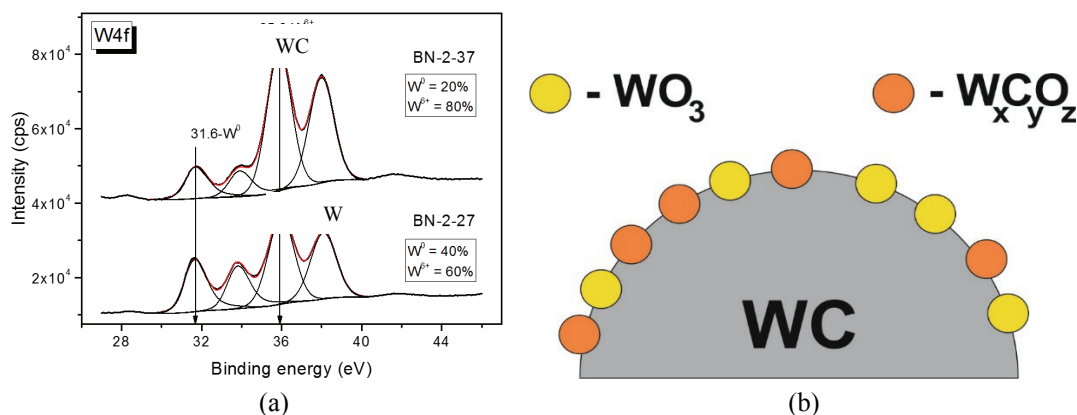 W4f
WC
BN-2-37
W⁰ = 20%
W⁶⁺ = 80%
31.6-W⁰
W
BN-2-27
W⁰ = 40%
W⁶⁺ = 60%
Intensity (cps)
8x10⁴
6x10⁴
4x10⁴
2x10⁴
28 32 36 40 44
Binding energy (eV)
(a)
- WO₃
- WₓCᵧO_z
WC
(b)